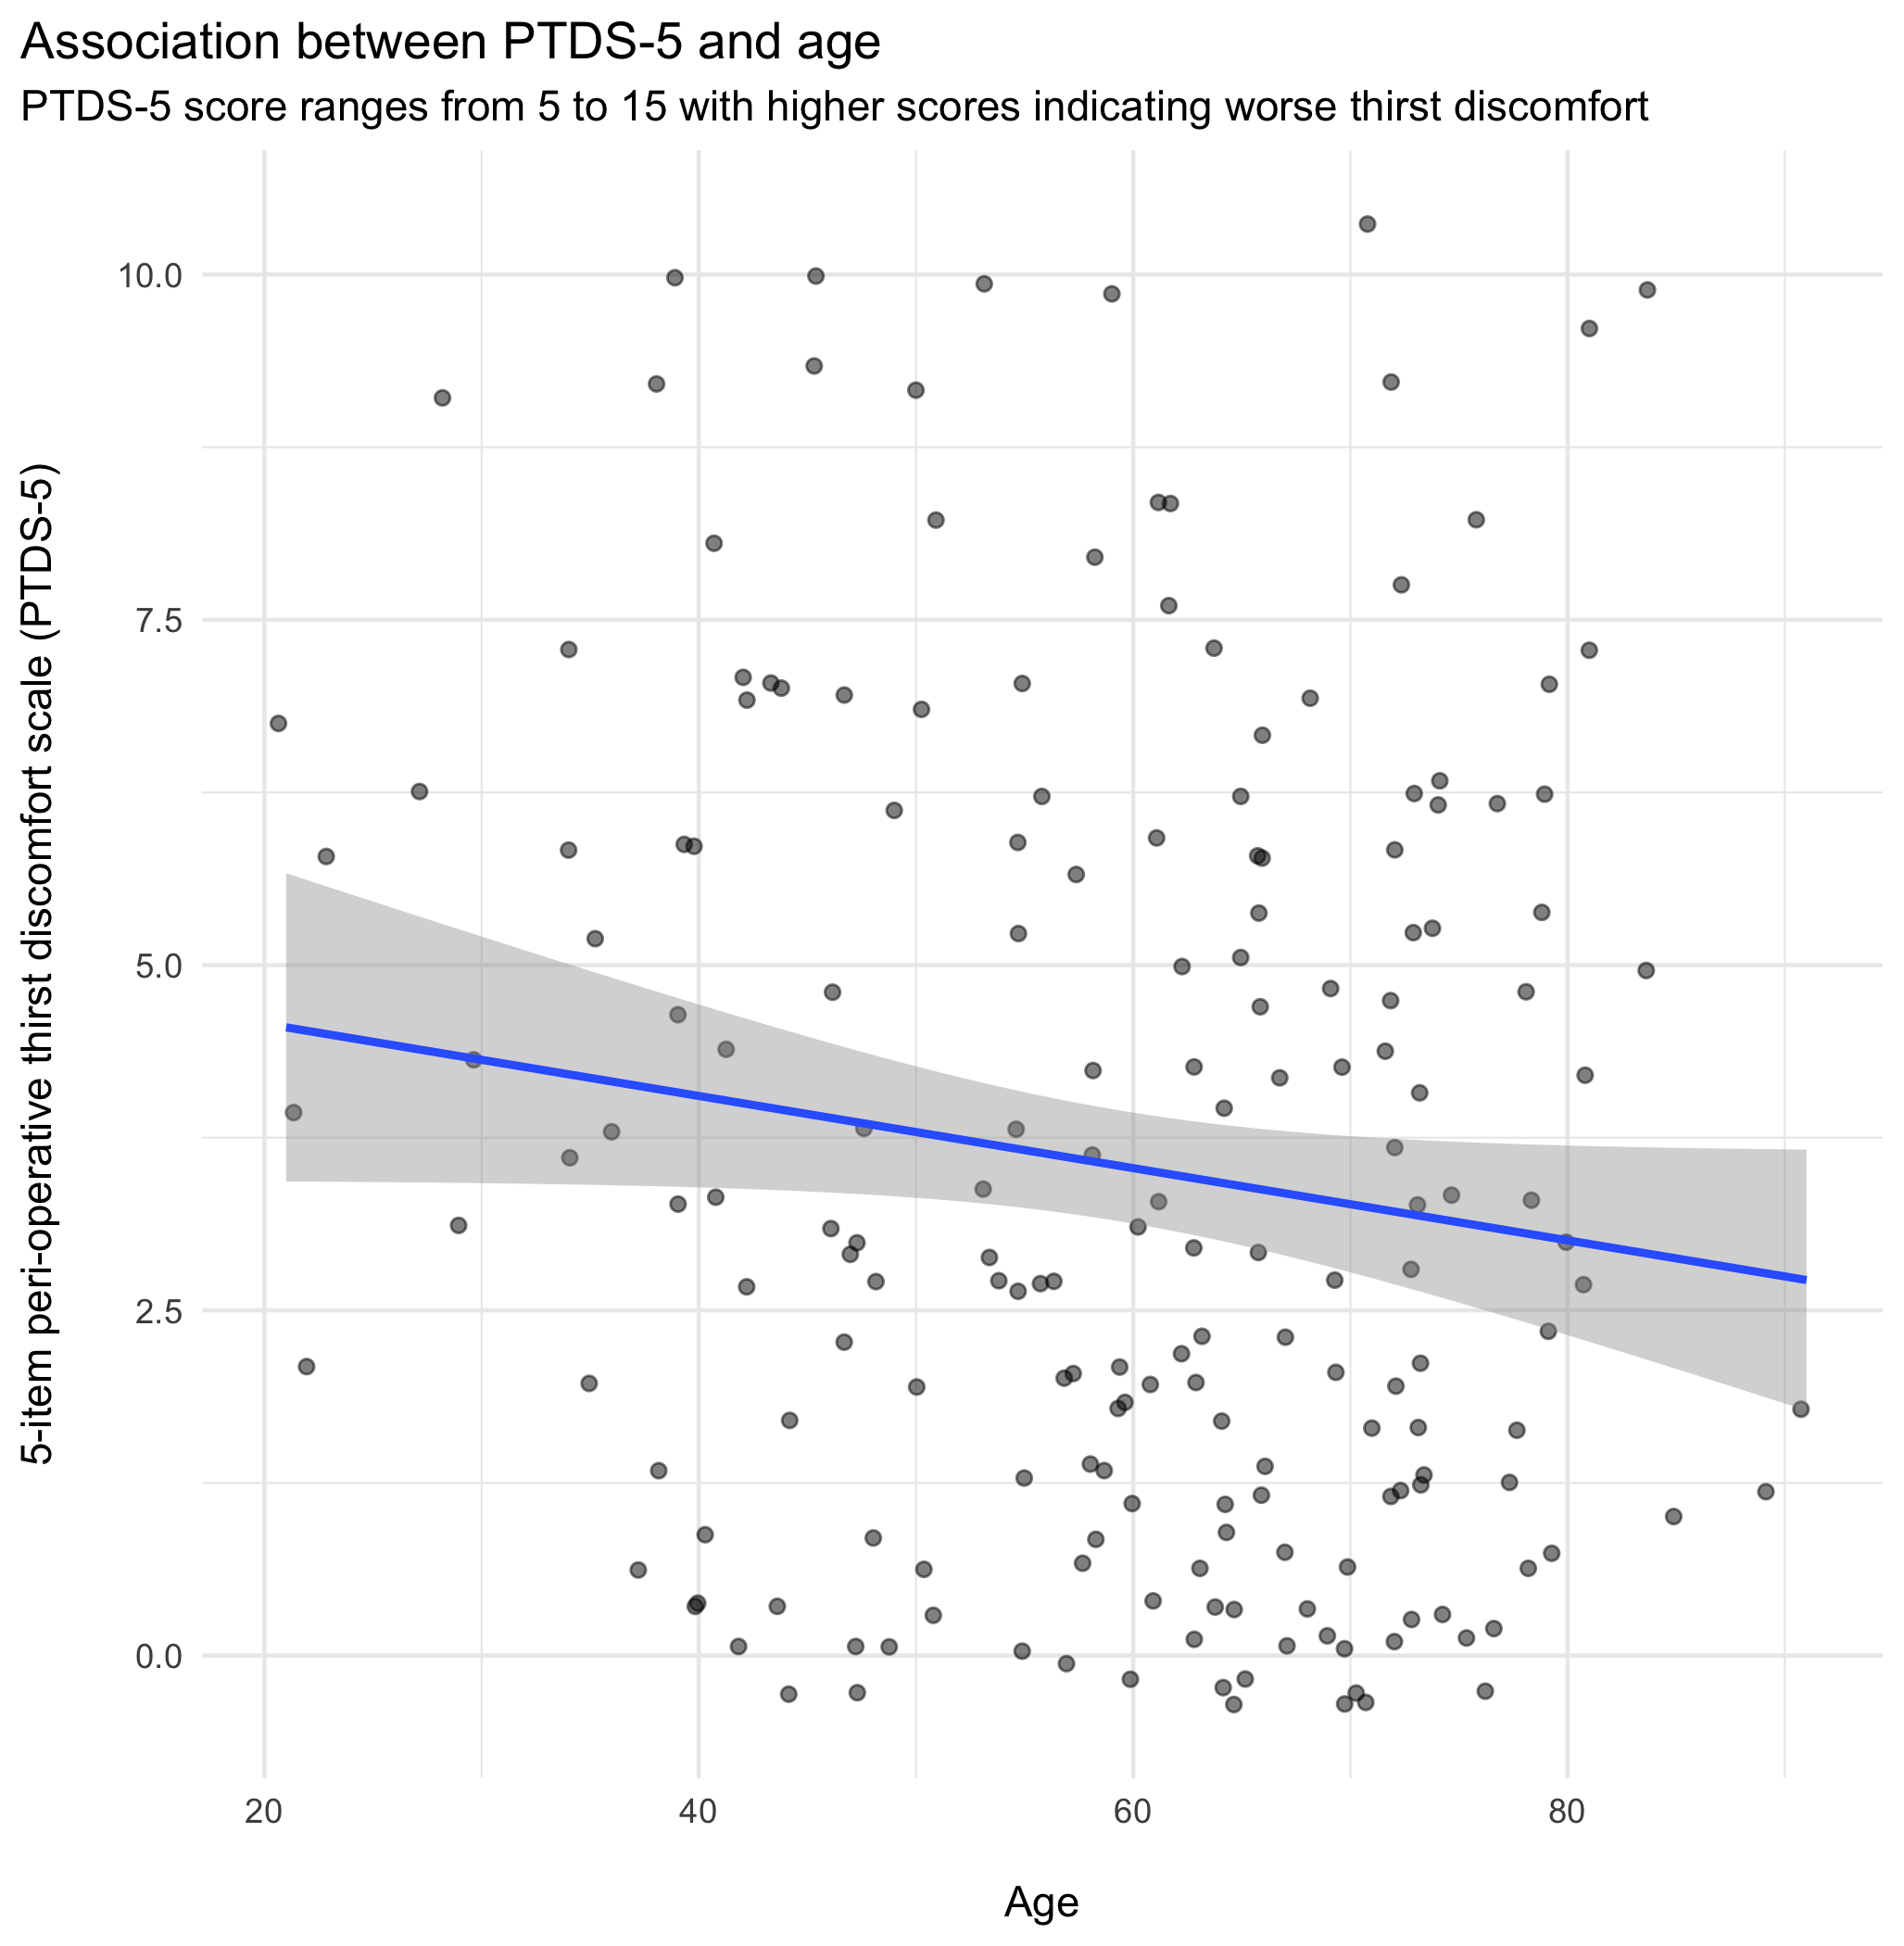 Association between PTDS-5 and age
PTDS-5 score ranges from 5 to 15 with higher scores indicating worse thirst discomfort
5-item peri-operative thirst discomfort scale (PTDS-5)
10.0
7.5
5.0
2.5
0.0
20 40 60 80
Age